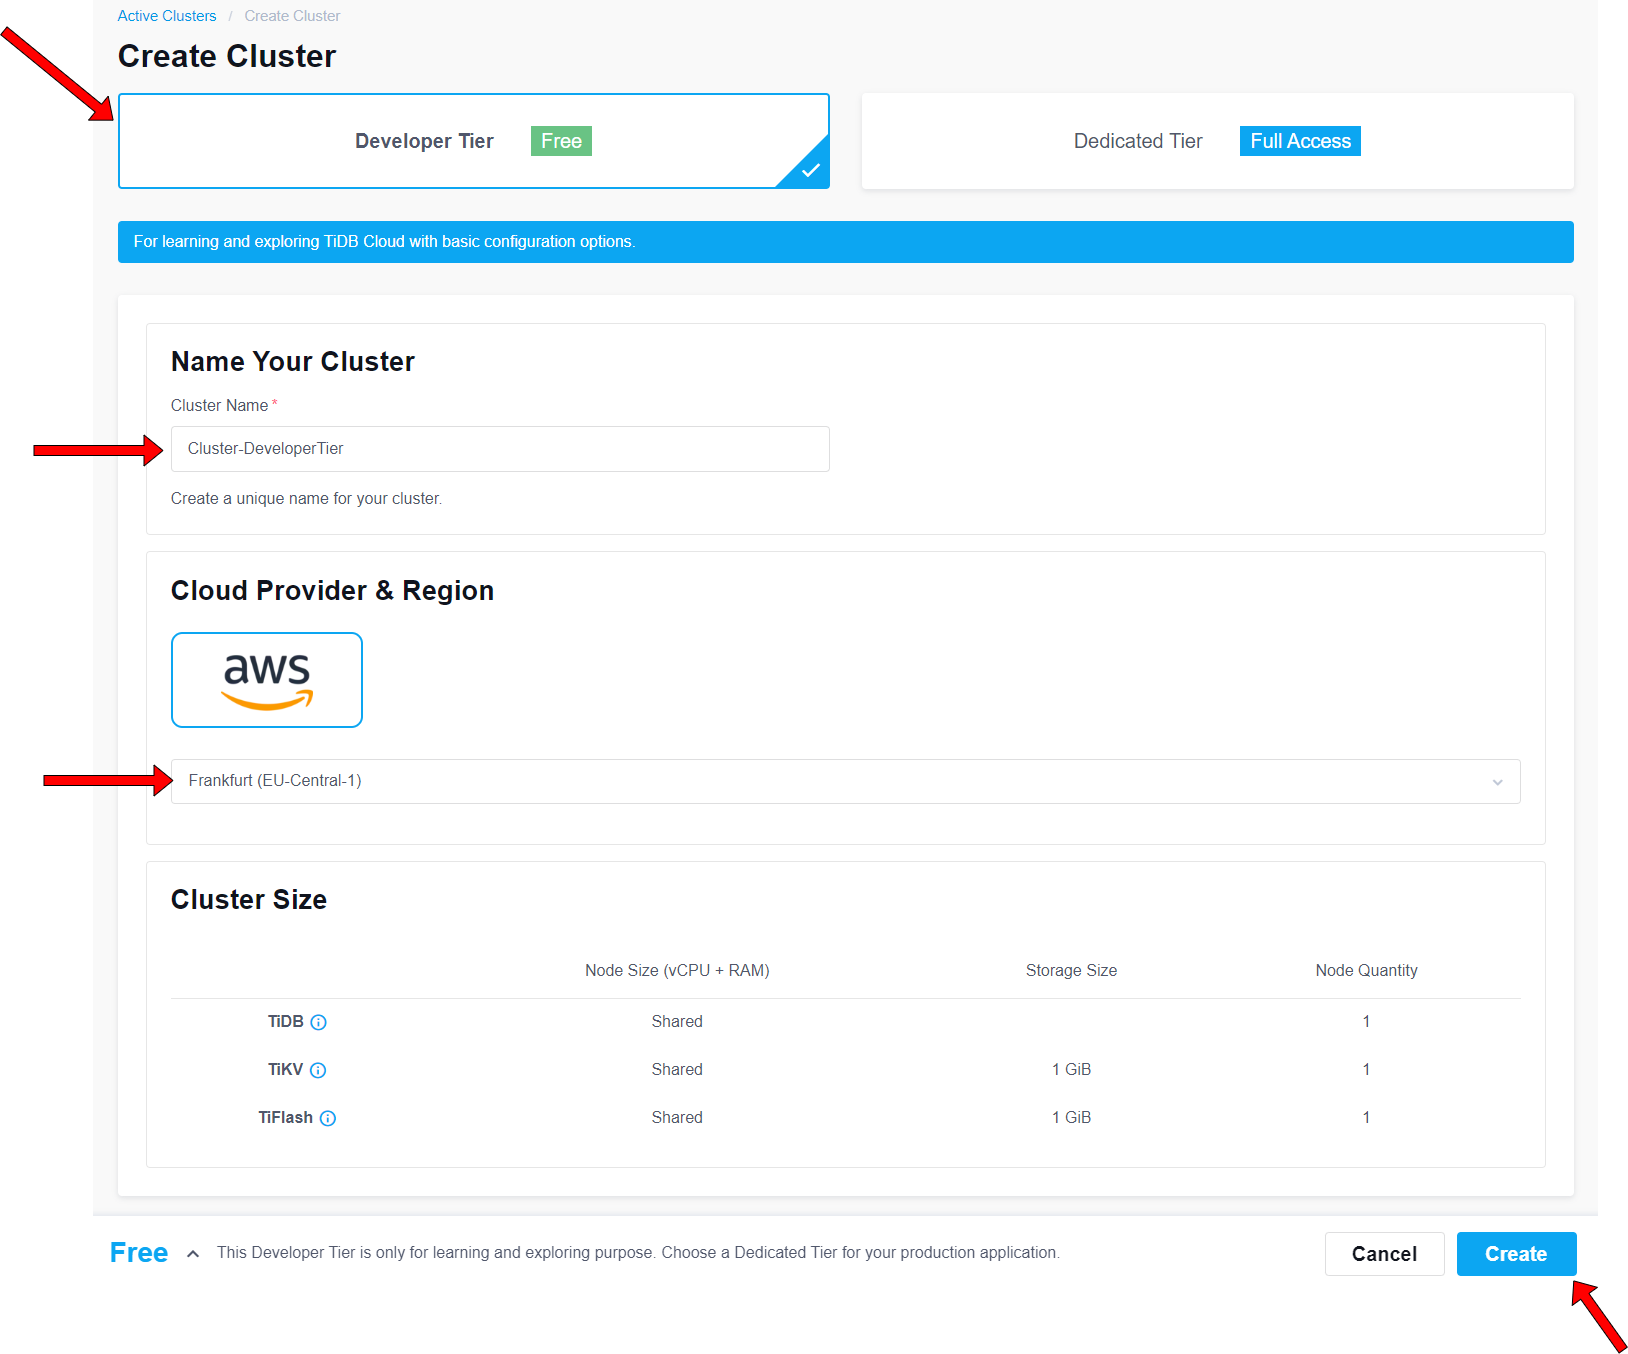 Active Clusters / Create Cluster
Create Cluster
Developer Tier Free
Dedicated Tier Full Access
For learning and exploring TiDB Cloud with basic configuration options.
Name Your Cluster
Cluster Name *
Cluster-DeveloperTier
Create a unique name for your cluster.
Cloud Provider & Region
aws
Frankfurt (EU-Central-1)
Cluster Size
Node Size (vCPU + RAM) Storage Size Node Quantity
TiDB Shared 1
TiKV Shared 1 GiB 1
TiFlash Shared 1 GiB 1
Free This Developer Tier is only for learning and exploring purpose. Choose a Dedicated Tier for your production application. Cancel Create